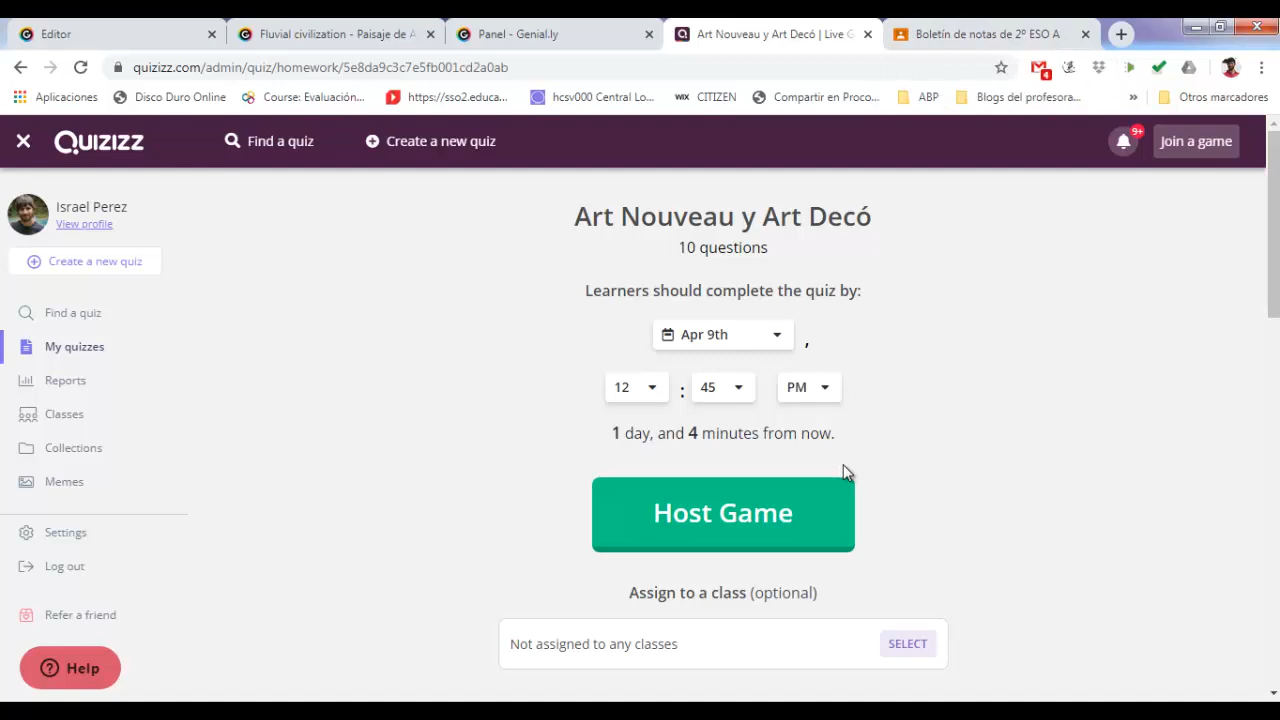 Editor
Fluvial civilization - Paisaje de A
Panel - Genial.ly
Art Nouveau y Art Decó | Live G
Boletín de notas de 2º ESO A
quizizz.com/admin/quiz/homework/5e8da9c3c7e5fb001cd2a0ab
4
Aplicaciones
Disco Duro Online
Course: Evaluación...
https://sso2.educa...
hcsv000 Central Lo...
WIX CITIZEN
Compartir en Proco...
ABP
Blogs del profesora...
»
Otros marcadores
Quizizz
Find a quiz
Create a new quiz
9+
Join a game
Israel Perez
View profile
Create a new quiz
Find a quiz
My quizzes
Reports
Classes
Collections
Memes
Settings
Log out
Refer a friend
Help
Art Nouveau y Art Decó
10 questions
Learners should complete the quiz by:
Apr 9th ,
12 : 45 PM
1 day, and 4 minutes from now.
Host Game
Assign to a class (optional)
Not assigned to any classes
SELECT